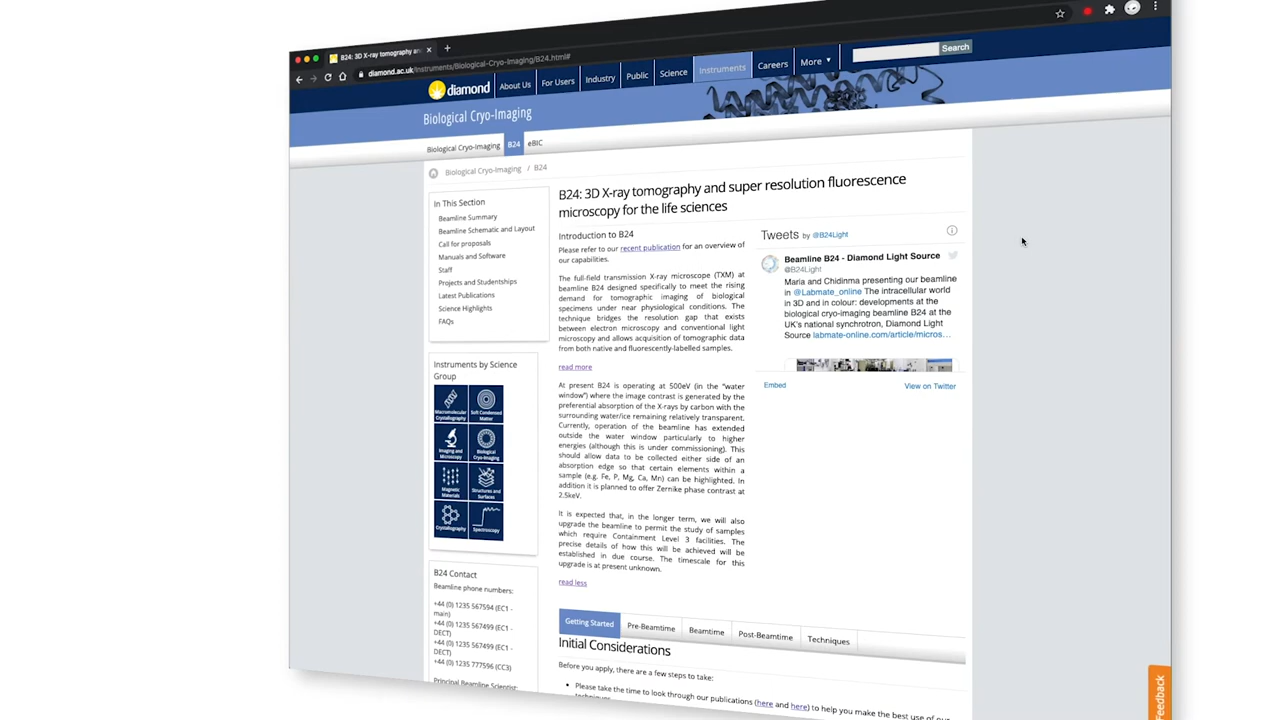 B24: 3D X-ray tomography an
diamond.ac.uk/Instruments/Biological-Cryo-Imaging/B24.html#
diamond
About Us
For Users
Industry
Public
Science
Instruments
Careers
More
Search
Biological Cryo-Imaging
Biological Cryo-Imaging
B24
eBIC
Biological Cryo-Imaging / B24
In This Section
Beamline Summary
Beamline Schematic and Layout
Call for proposals
Manuals and Software
Staff
Projects and Studentships
Latest Publications
Science Highlights
FAQs
Instruments by Science
Group
Macromolecular
Crystallography
Soft Condensed
Matter
Imaging and
Microscopy
Biological
Cryo-Imaging
Magnetic
Materials
Structures and
Surfaces
Crystallography
Spectroscopy
B24 Contact
Beamline phone numbers:
+44 (0) 1235 567594 (EC1 -
main)
+44 (0) 1235 567499 (EC1 -
DECT)
+44 (0) 1235 567499 (EC1 -
DECT)
+44 (0) 1235 777596 (CC3)
Principal Beamline Scientist:
B24: 3D X-ray tomography and super resolution fluorescence
microscopy for the life sciences
Introduction to B24
Please refer to our recent publication for an overview of
our capabilities.
The full-field transmission X-ray microscope (TXM) at
beamline B24 designed specifically to meet the rising
demand for tomographic imaging of biological
specimens under near physiological conditions. The
technique bridges the resolution gap that exists
between electron microscopy and conventional light
microscopy and allows acquisition of tomographic data
from both native and fluorescently-labelled samples.
read more
At present B24 is operating at 500eV (in the "water
window") where the image contrast is generated by the
preferential absorption of the X-rays by carbon with the
surrounding water/ice remaining relatively transparent.
Currently, operation of the beamline has extended
outside the water window particularly to higher
energies (although this is under commissioning). This
should allow data to be collected either side of an
absorption edge so that certain elements within a
sample (e.g. Fe, P, Mg, Ca, Mn) can be highlighted. In
addition it is planned to offer Zernike phase contrast at
2.5keV.
It is expected that, in the longer term, we will also
upgrade the beamline to permit the study of samples
which require Containment Level 3 facilities. The
precise details of how this will be achieved will be
established in due course. The timescale for this
upgrade is at present unknown.
read less
Tweets by @B24Light
Beamline B24 - Diamond Light Source
@B24Light
Maria and Chidinma presenting our beamline
in @Labmate_online The intracellular world
in 3D and in colour: developments at the
biological cryo-imaging beamline B24 at the
UK's national synchrotron, Diamond Light
Source labmate-online.com/article/micros...
Embed
View on Twitter
Getting Started
Pre-Beamtime
Beamtime
Post-Beamtime
Techniques
Initial Considerations
Before you apply, there are a few steps to take:
Please take the time to look through our publications (here and here) to help you make the best use of our
Feedback